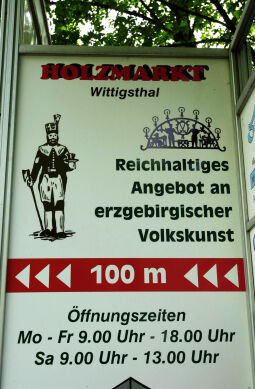 HOLZMARKT
Wittigsthal
Reichhaltiges
Angebot an
erzgebirgischer
Volkskunst
100 m
Öffnungszeiten
Mo - Fr 9.00 Uhr - 18.00 Uhr
Sa 9.00 Uhr - 13.00 Uhr